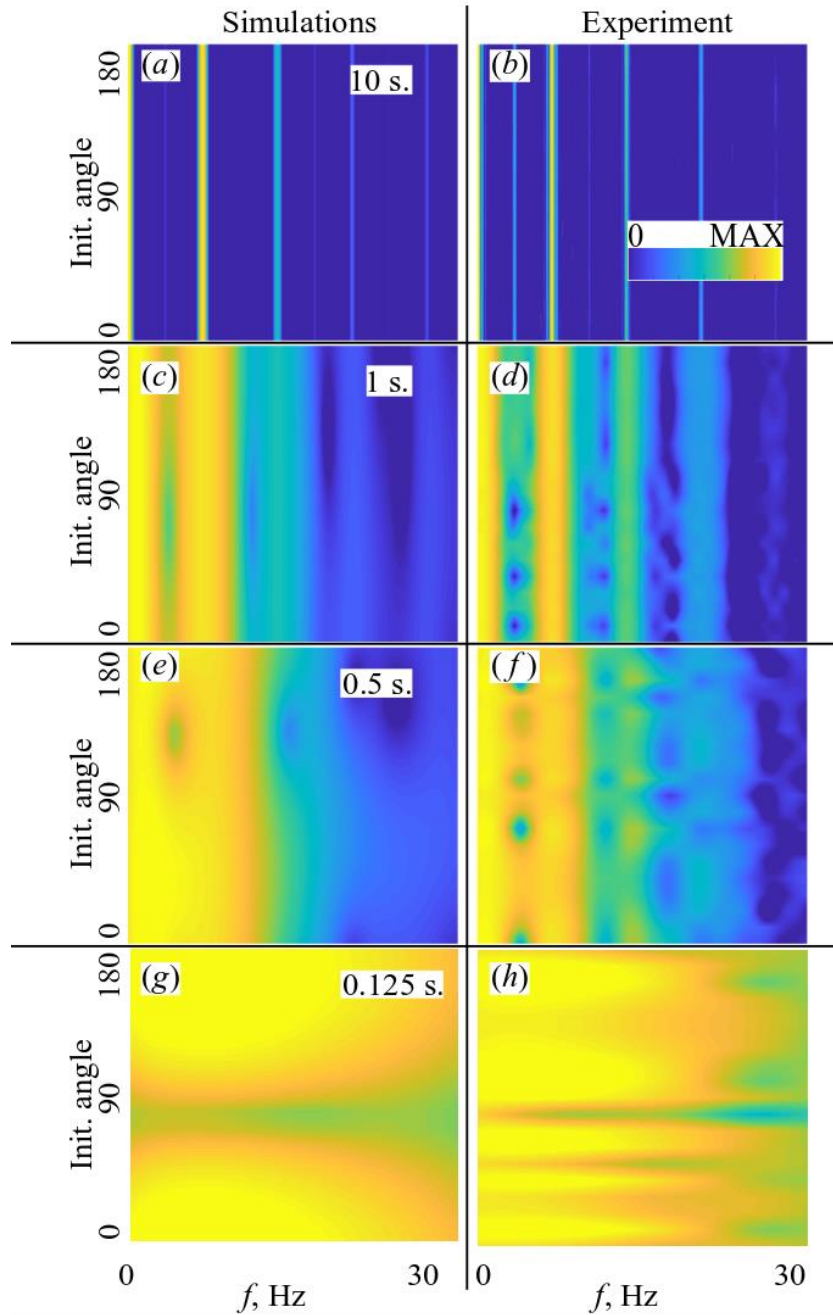 Simulations Experiment
(a) 10 s. (b)
0 MAX
Init. angle 0 90 180
(c) 1 s. (d)
Init. angle 0 90 180
(e) 0.5 s. (f)
Init. angle 0 90 180
(g) 0.125 s. (h)
Init. angle 0 90 180
0 30 0 30
f, Hz f, Hz